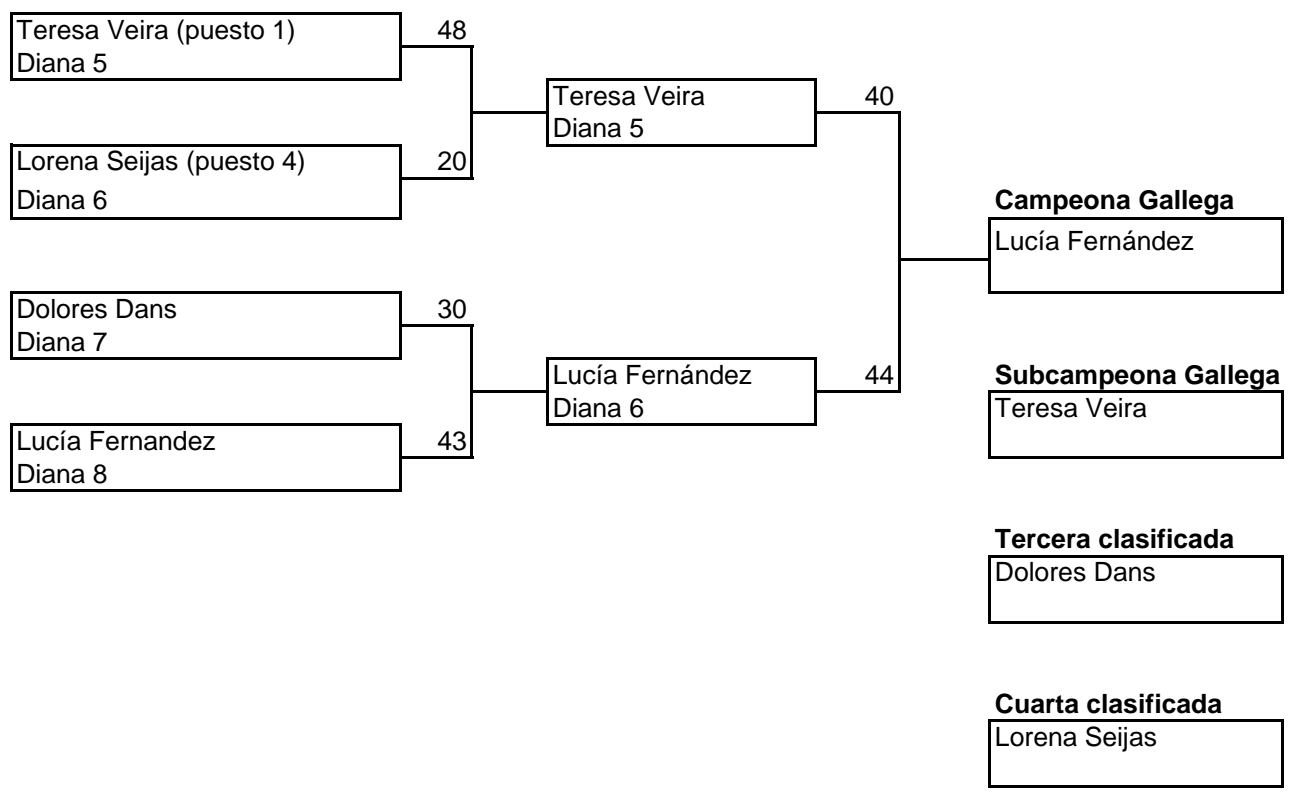 Teresa Veira (puesto 1)
48
Diana 5
Teresa Veira
40
Diana 5
Lorena Seijas (puesto 4)
20
Diana 6
Campeona Gallega
Lucía Fernández
Dolores Dans
30
Diana 7
Lucía Fernández
44
Diana 6
Subcampeona Gallega
Teresa Veira
Lucía Fernandez
43
Diana 8
Tercera clasificada
Dolores Dans
Cuarta clasificada
Lorena Seijas